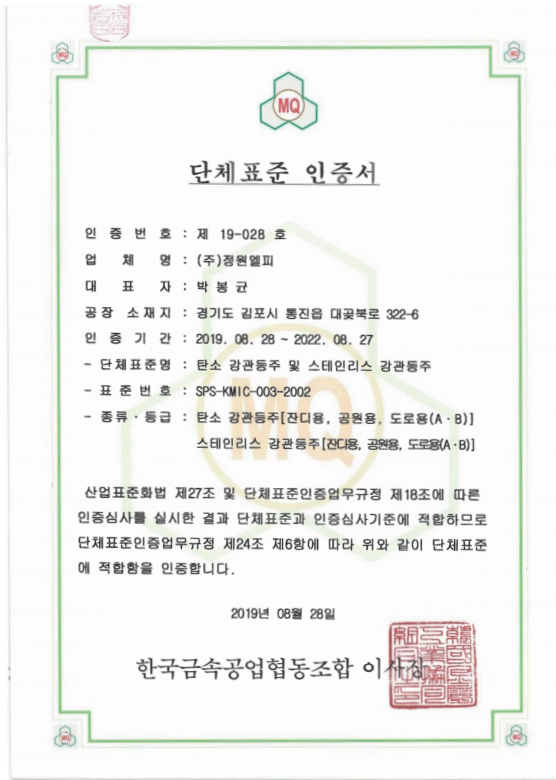 MQ
단체표준 인증서
인 증 번 호 : 제 19-028 호
업 체 명 : (주)정원엘피
대 표 자 : 박 봉 균
공장 소재지 : 경기도 김포시 통진읍 대곶북로 322-6
인 증 기 간 : 2019. 08. 28 ~ 2022. 08. 27
- 단체표준명 : 탄소 강관등주 및 스테인리스 강관등주
- 표 준 번 호 : SPS-KMIC-003-2002
- 종류·등급 : 탄소 강관등주[잔디용, 공원용, 도로용(A·B)]
스테인리스 강관등주[잔디용, 공원용, 도로용(A·B)]
산업표준화법 제27조 및 단체표준인증업무규정 제18조에 따른
인증심사를 실시한 결과 단체표준과 인증심사기준에 적합하므로
단체표준인증업무규정 제24조 제6항에 따라 위와 같이 단체표준
에 적합함을 인증합니다.
2019년 08월 28일
한국금속공업협동조합 이사장